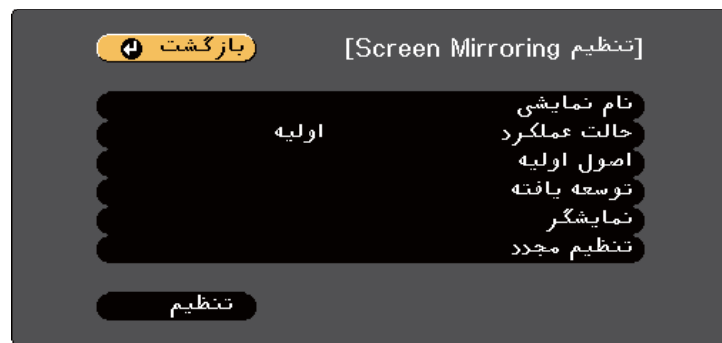 [تنظیم Screen Mirroring]
بازگشت
نام نمایشی
حالت عملکرد اولیه
اصول اولیه
توسعه یافته
نمایشگر
تنظیم مجدد
تنظیم